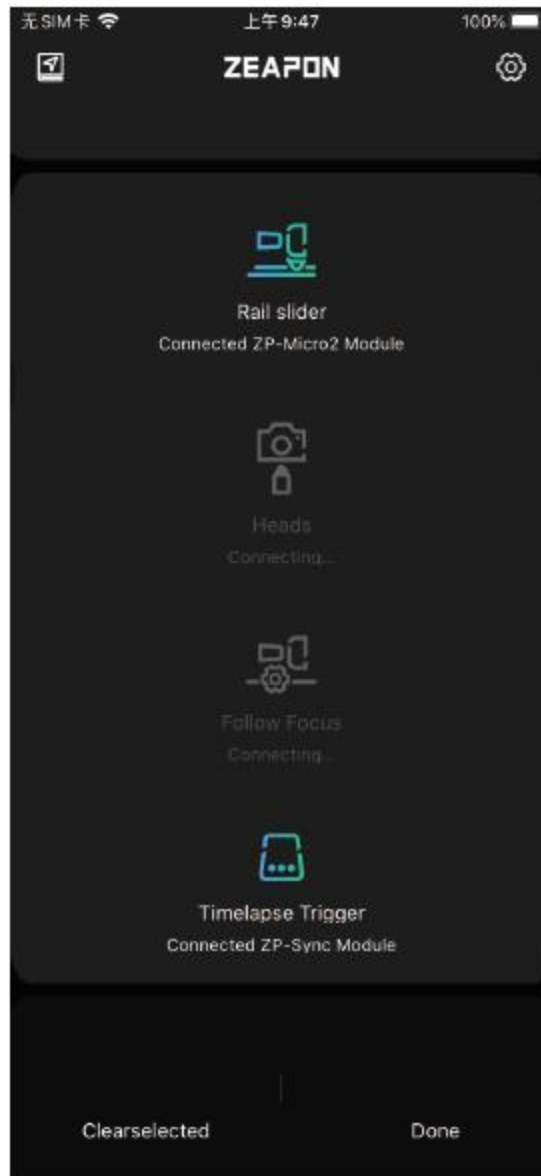 无SIM卡 上午9:47 100%
ZEAPON
Rail slider
Connected ZP-Micro2 Module
Heads
Connecting...
Follow Focus
Connecting...
Timelapse Trigger
Connected ZP-Sync Module
Clearselected Done